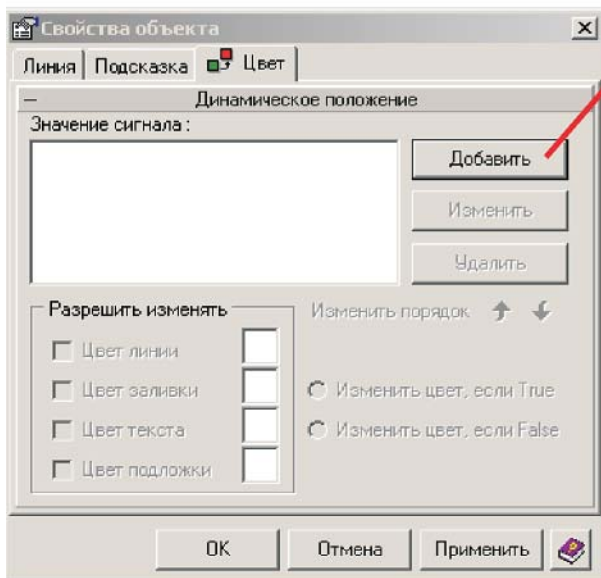 Свойства объекта
Линия Подсказка Цвет
Динамическое положение
Значение сигнала :
Добавить
Изменить
Удалить
Разрешить изменять
Изменить порядок
Цвет линии
Цвет заливки
Изменить цвет, если True
Цвет текста
Изменить цвет, если False
Цвет подложки
OK Отмена Применить